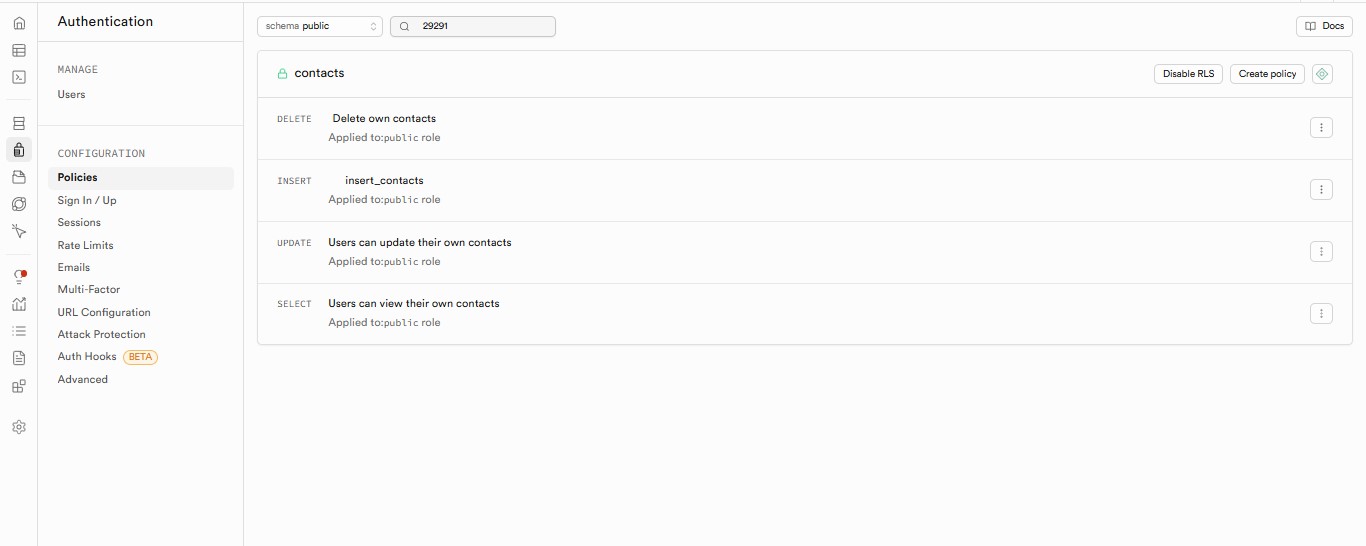 Authentication
MANAGE
Users
CONFIGURATION
Policies
Sign In / Up
Sessions
Rate Limits
Emails
Multi-Factor
URL Configuration
Attack Protection
Auth Hooks BETA
Advanced
schema public
29291
Docs
contacts
Disable RLS
Create policy
DELETE Delete own contacts
Applied to:public role
INSERT insert_contacts
Applied to:public role
UPDATE Users can update their own contacts
Applied to:public role
SELECT Users can view their own contacts
Applied to:public role